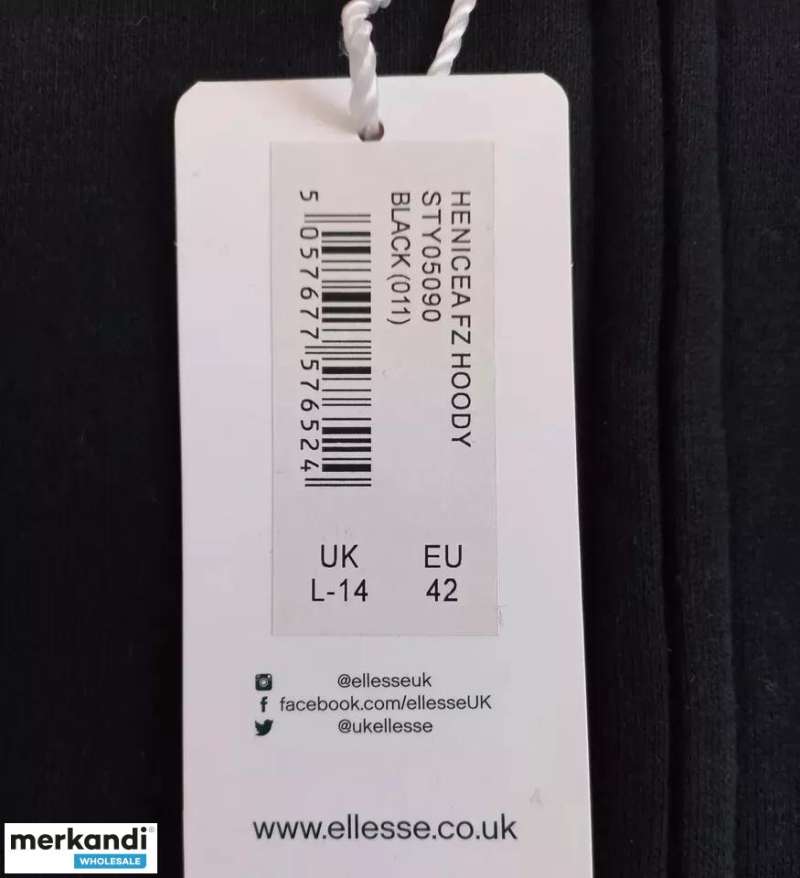 HENICEA FZ HOODY
STY05090
BLACK (011)
5 057677 576524
UK EU
L-14 42
@ellesseuk
facebook.com/ellesseUK
@ukellesse
www.ellesse.co.uk
merkandi®
WHOLESALE